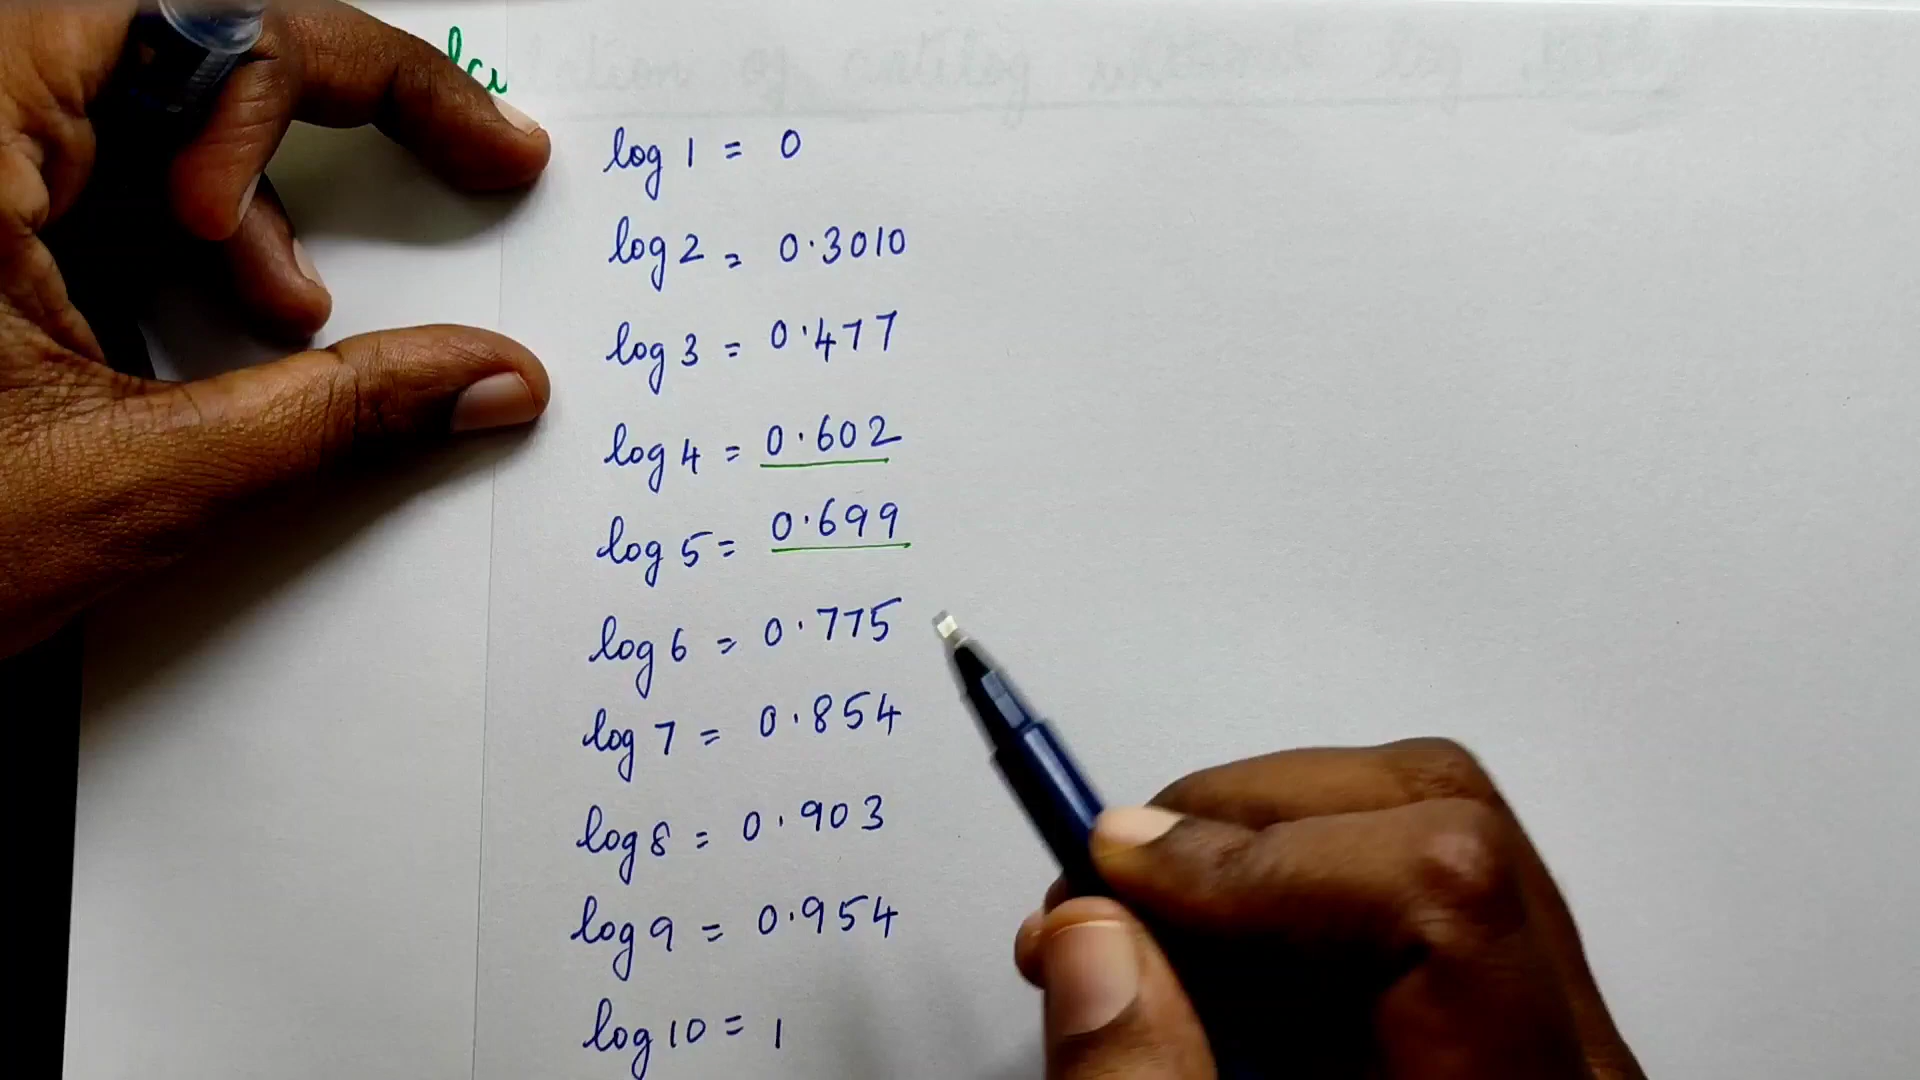 log 1 = 0
log 2 = 0.3010
log 3 = 0.477
log 4 = 0.602
log 5 = 0.699
log 6 = 0.775
log 7 = 0.854
log 8 = 0.903
log 9 = 0.954
log 10 = 1